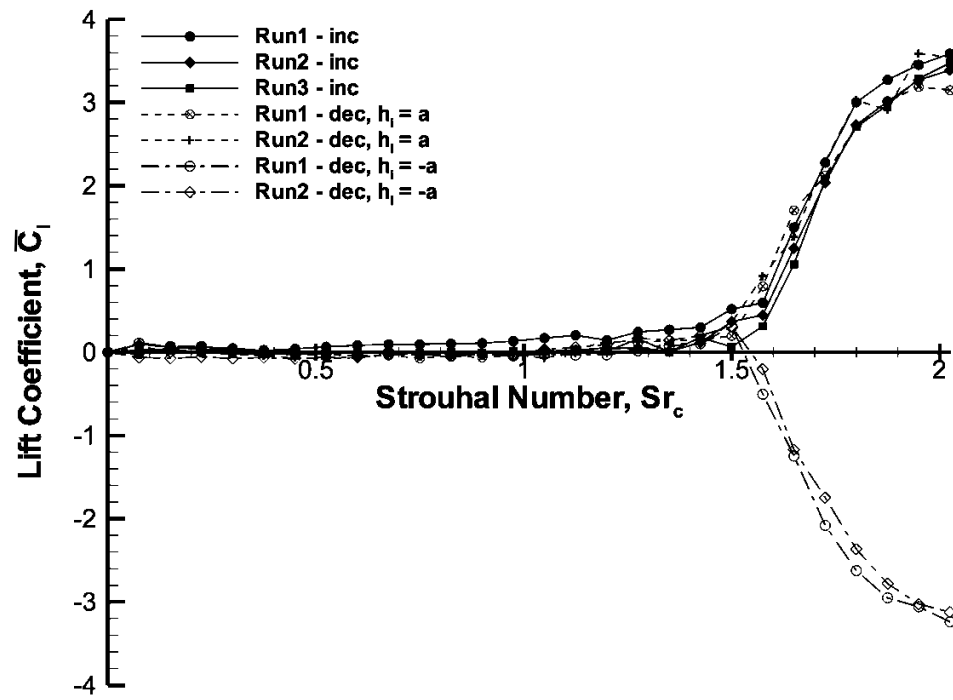 4
Run1 - inc
Run2 - inc
Run3 - inc
Run1 - dec, hᵢ = a
Run2 - dec, hᵢ = a
Run1 - dec, hᵢ = -a
Run2 - dec, hᵢ = -a
3
2
1
0
0.5
1
1.5
2
Strouhal Number, Sr_c
Lift Coefficient, C̅ₗ
-1
-2
-3
-4